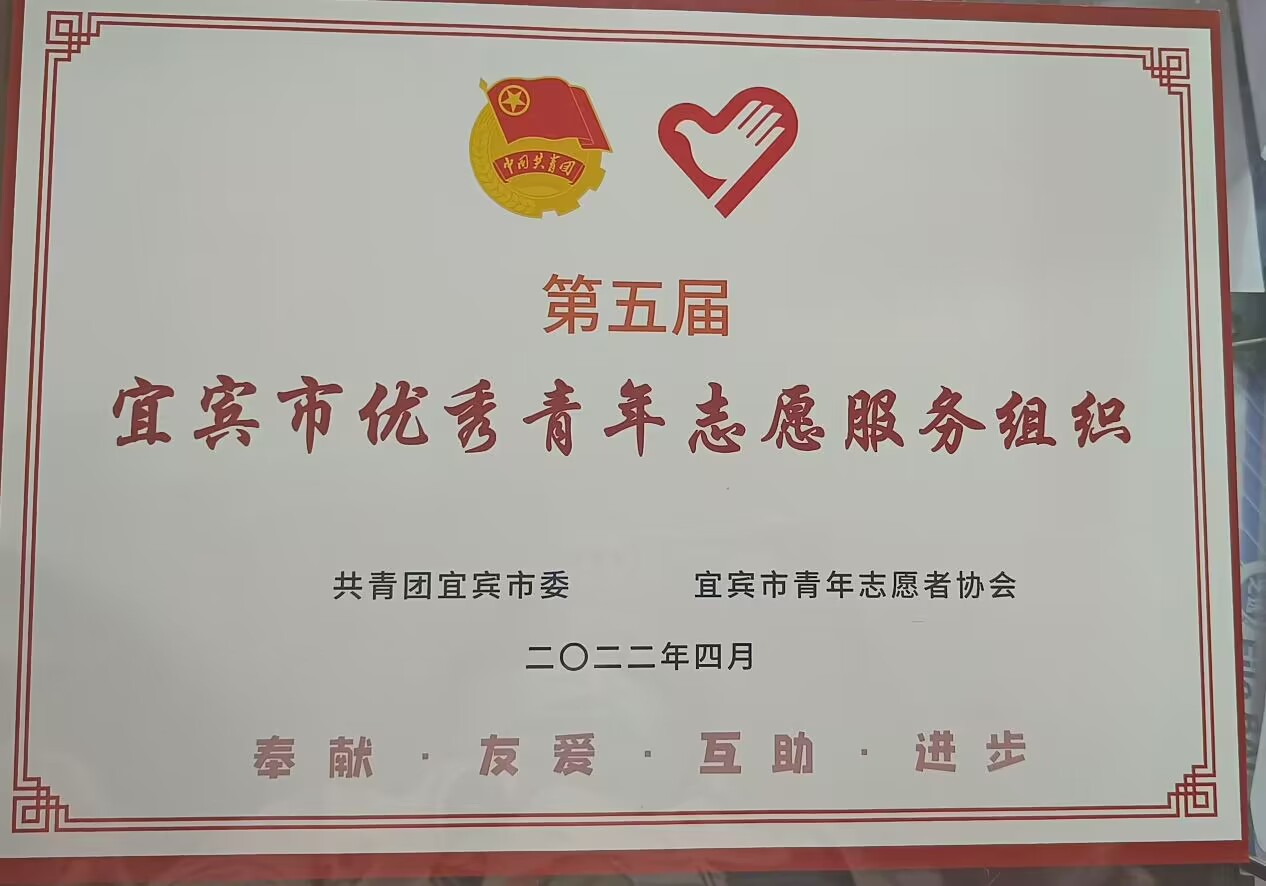 中国共青团
第五届
宜宾市优秀青年志愿服务组织
共青团宜宾市委 宜宾市青年志愿者协会
二〇二二年四月
奉献·友爱·互助·进步